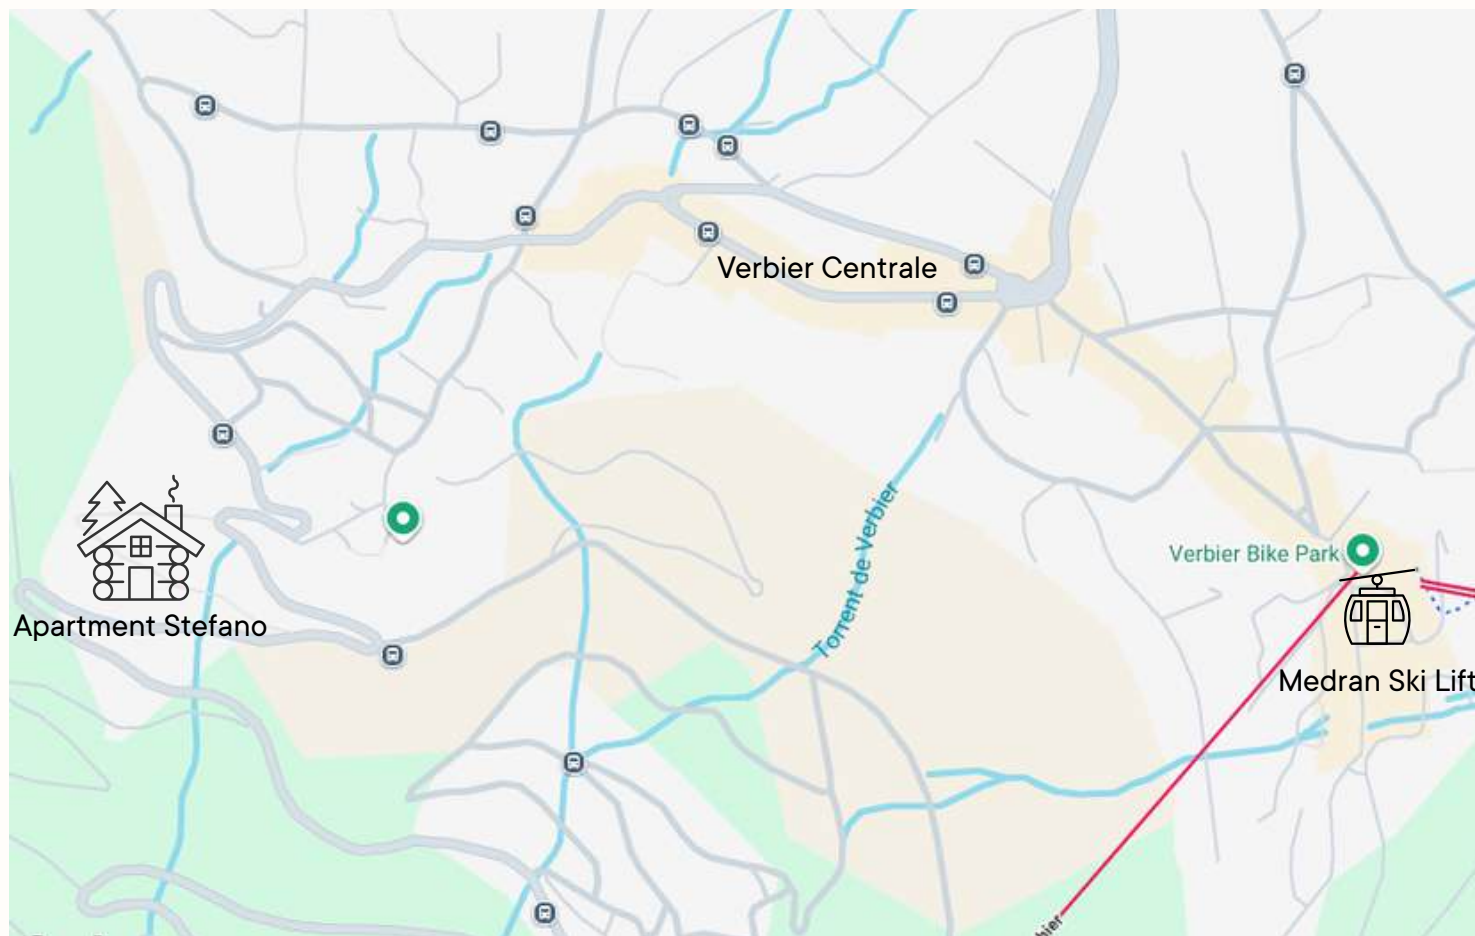 Verbier Centrale
Torrent de Verbier
Verbier Bike Park
Apartment Stefano
Medran Ski Lift